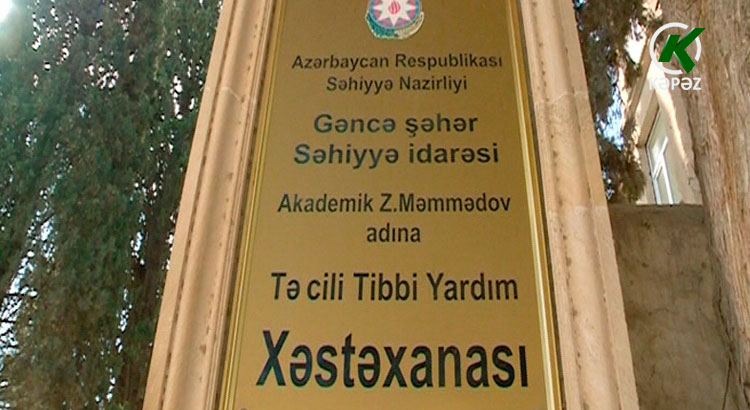 Azərbaycan Respublikası
Səhiyyə Nazirliyi
Gəncə şəhər
Səhiyyə idarəsi
Akademik Z.Məmmədov
adına
Tə cili Tibbi Yardım
Xəstəxanası
K
KƏPƏZ